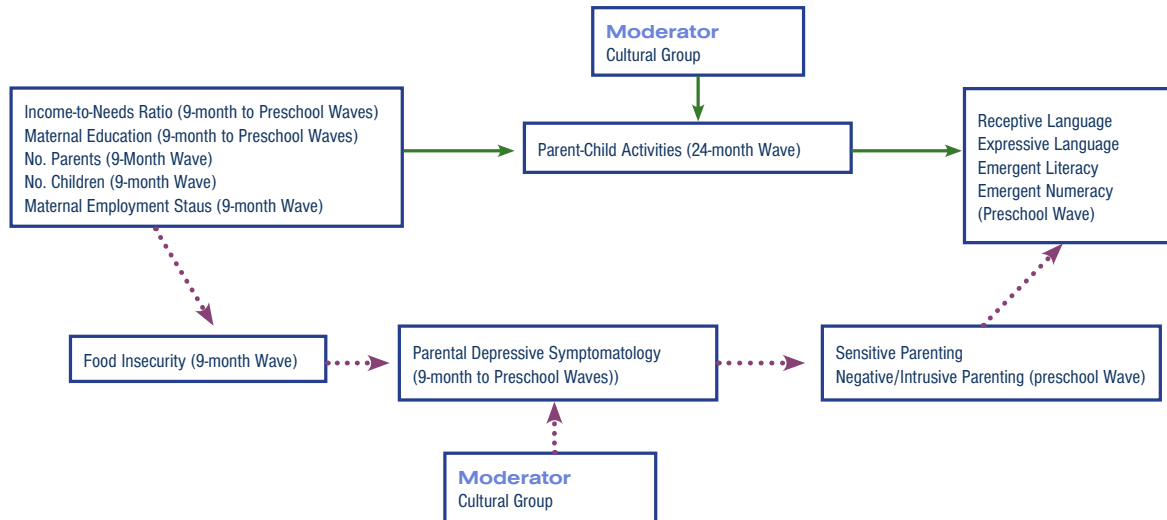 Moderator
Cultural Group
Income-to-Needs Ratio (9-month to Preschool Waves)
Maternal Education (9-month to Preschool Waves)
No. Parents (9-Month Wave)
No. Children (9-month Wave)
Maternal Employment Staus (9-month Wave)
Parent-Child Activities (24-month Wave)
Receptive Language
Expressive Language
Emergent Literacy
Emergent Numeracy
(Preschool Wave)
Food Insecurity (9-month Wave)
Parental Depressive Symptomatology
(9-month to Preschool Waves))
Sensitive Parenting
Negative/Intrusive Parenting (preschool Wave)
Moderator
Cultural Group